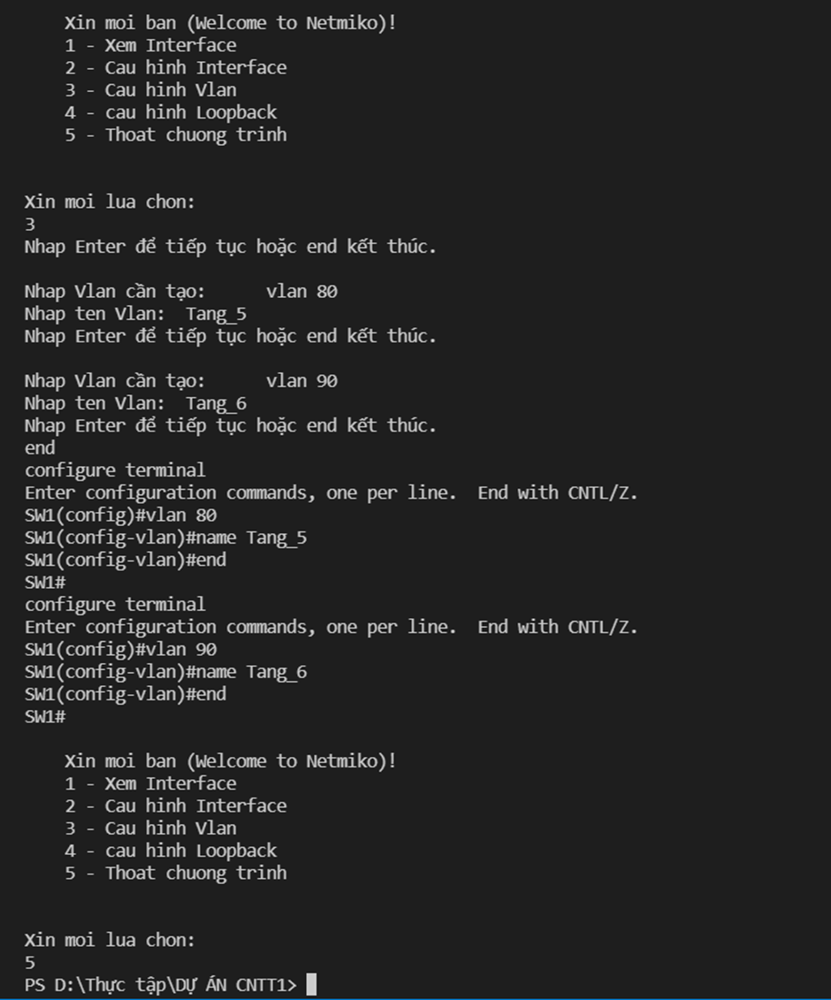 Xin moi ban (Welcome to Netmiko)!
1 - Xem Interface
2 - Cau hinh Interface
3 - Cau hinh Vlan
4 - cau hinh Loopback
5 - Thoat chuong trinh
Xin moi lua chon:
3
Nhap Enter để tiếp tục hoặc end kết thúc.
Nhap Vlan cần tạo:      vlan 80
Nhap ten Vlan:  Tang_5
Nhap Enter để tiếp tục hoặc end kết thúc.
Nhap Vlan cần tạo:      vlan 90
Nhap ten Vlan:  Tang_6
Nhap Enter để tiếp tục hoặc end kết thúc.
end
configure terminal
Enter configuration commands, one per line.  End with CNTL/Z.
SW1(config)#vlan 80
SW1(config-vlan)#name Tang_5
SW1(config-vlan)#end
SW1#
configure terminal
Enter configuration commands, one per line.  End with CNTL/Z.
SW1(config)#vlan 90
SW1(config-vlan)#name Tang_6
SW1(config-vlan)#end
SW1#
Xin moi ban (Welcome to Netmiko)!
1 - Xem Interface
2 - Cau hinh Interface
3 - Cau hinh Vlan
4 - cau hinh Loopback
5 - Thoat chuong trinh
Xin moi lua chon:
5
PS D:\Thực tập\DỰ ÁN CNTT1>